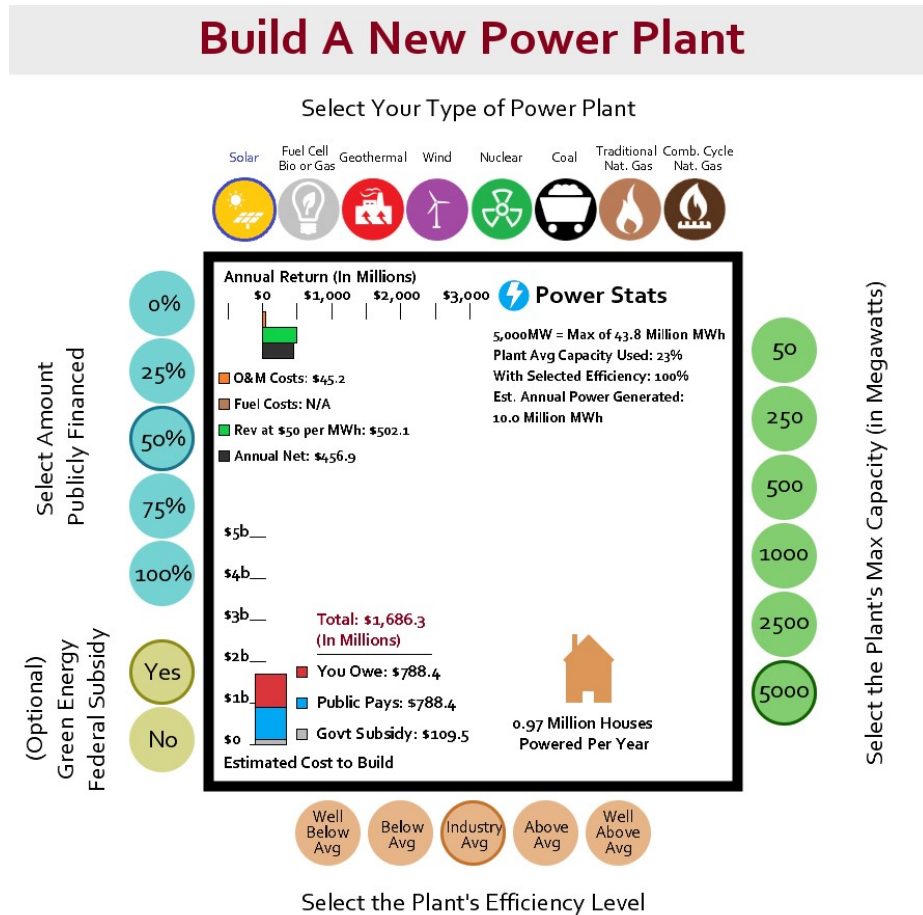 Build A New Power Plant
Select Your Type of Power Plant
Solar
Fuel Cell
Bio or Gas
Geothermal
Wind
Nuclear
Coal
Traditional
Nat. Gas
Comb. Cycle
Nat. Gas
Select Amount
Publicly Financed
0%
25%
50%
75%
100%
(Optional)
Green Energy
Federal Subsidy
Yes
No
Annual Return (In Millions)
$0 $1,000 $2,000 $3,000
O&M Costs: $45.2
Fuel Costs: N/A
Rev at $50 per MWh: $502.1
Annual Net: $456.9
Power Stats
5,000MW = Max of 43.8 Million MWh
Plant Avg Capacity Used: 23%
With Selected Efficiency: 100%
Est. Annual Power Generated:
10.0 Million MWh
$5b
$4b
$3b
$2b
$1b
$0
Total: $1,686.3
(In Millions)
You Owe: $788.4
Public Pays: $788.4
Govt Subsidy: $109.5
Estimated Cost to Build
0.97 Million Houses
Powered Per Year
Select the Plant's Max Capacity (in Megawatts)
50
250
500
1000
2500
5000
Well
Below
Avg
Below
Avg
Industry
Avg
Above
Avg
Well
Above
Avg
Select the Plant's Efficiency Level